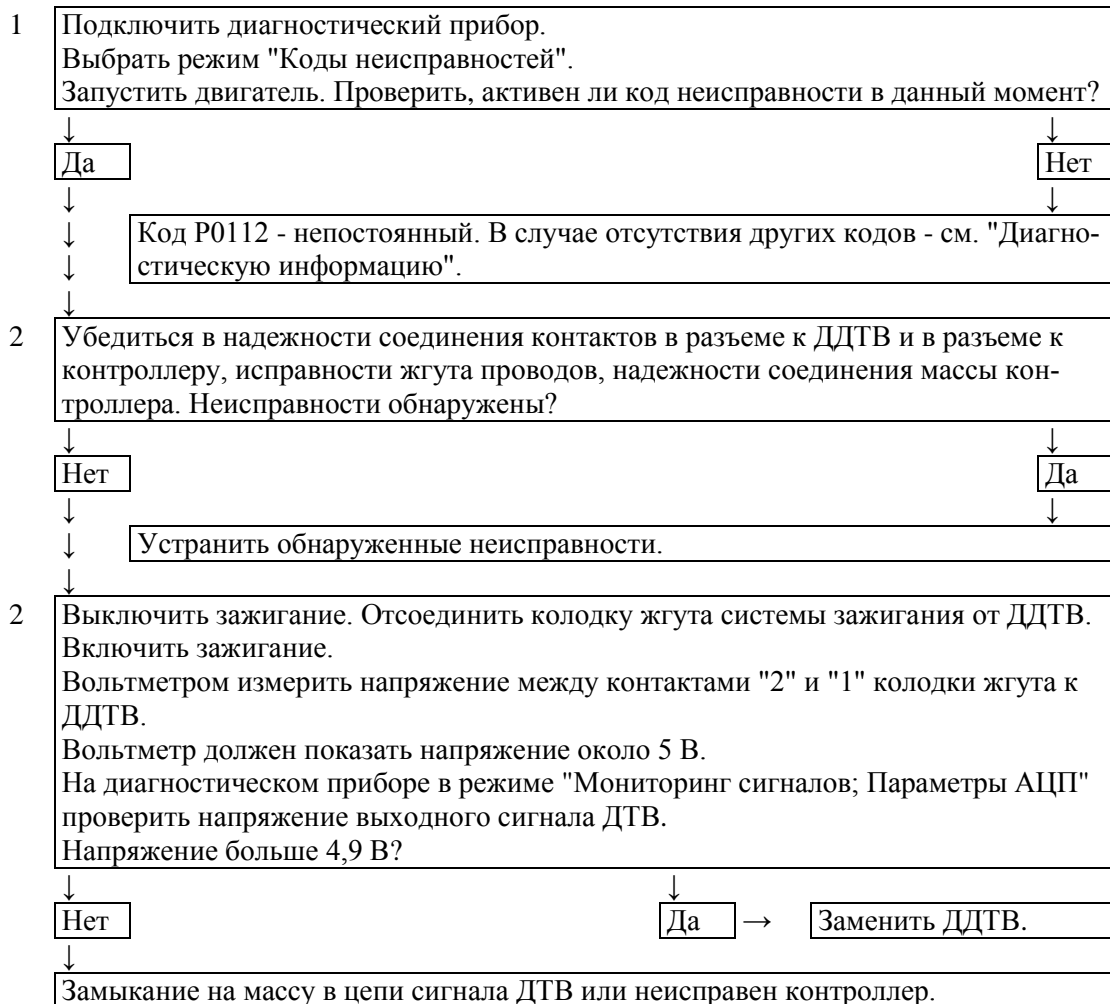 1 Подключить диагностический прибор.
Выбрать режим "Коды неисправностей".
Запустить двигатель. Проверить, активен ли код неисправности в данный момент?
↓ ↓
Да Нет
↓ ↓
↓ Код Р0112 - непостоянный. В случае отсутствия других кодов - см. "Диагно-
↓ стическую информацию".
↓
2 Убедиться в надежности соединения контактов в разъеме к ДДТВ и в разъеме к
контроллеру, исправности жгута проводов, надежности соединения массы кон-
троллера. Неисправности обнаружены?
↓ ↓
Нет Да
↓ ↓
↓ Устранить обнаруженные неисправности.
↓
2 Выключить зажигание. Отсоединить колодку жгута системы зажигания от ДДТВ.
Включить зажигание.
Вольтметром измерить напряжение между контактами "2" и "1" колодки жгута к
ДДТВ.
Вольтметр должен показать напряжение около 5 В.
На диагностическом приборе в режиме "Мониторинг сигналов; Параметры АЦП"
проверить напряжение выходного сигнала ДТВ.
Напряжение больше 4,9 В?
↓ ↓
Нет Да → Заменить ДДТВ.
↓
Замыкание на массу в цепи сигнала ДТВ или неисправен контроллер.